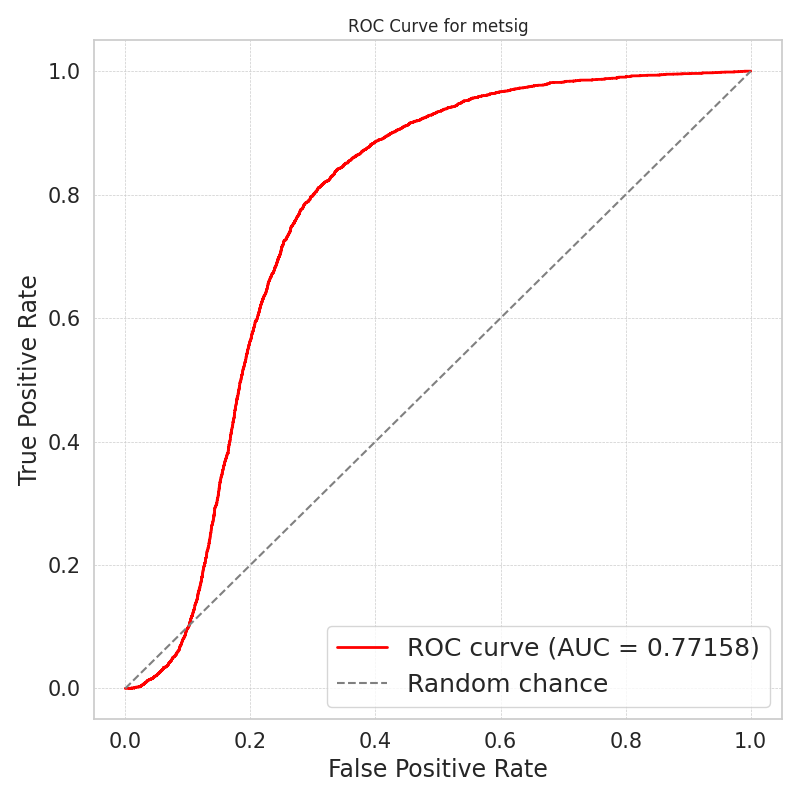 ROC Curve for metsig
True Positive Rate
1.0
0.8
0.6
0.4
0.2
0.0
0.0 0.2 0.4 0.6 0.8 1.0
False Positive Rate
ROC curve (AUC = 0.77158)
Random chance